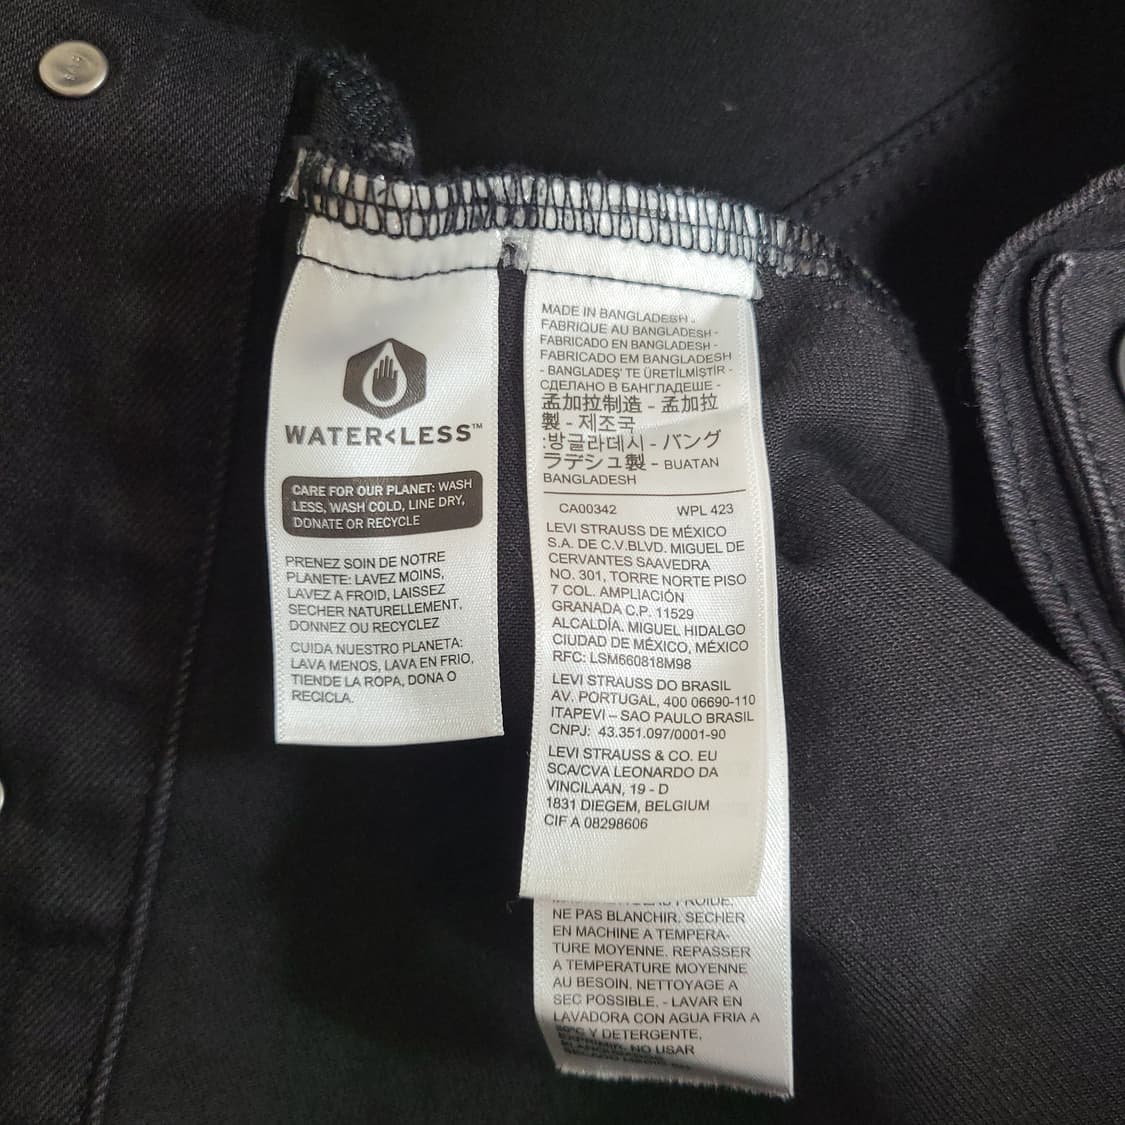 WATER<LESS™
CARE FOR OUR PLANET: WASH
LESS, WASH COLD, LINE DRY,
DONATE OR RECYCLE
PRENEZ SOIN DE NOTRE
PLANETE: LAVEZ MOINS,
LAVEZ A FROID, LAISSEZ
SECHER NATURELLEMENT,
DONNEZ OU RECYCLEZ
CUIDA NUESTRO PLANETA:
LAVA MENOS, LAVA EN FRIO,
TIENDE LA ROPA, DONA O
RECICLA.
MADE IN BANGLADESH -
FABRIQUE AU BANGLADESH -
FABRICADO EN BANGLADESH -
FABRICADO EM BANGLADESH
- BANGLADEŞ' TE ÜRETİLMİŞTİR -
СДЕЛАНО В БАНГЛАДЕШЕ -
孟加拉制造 - 孟加拉
製 - 제조국
:방글라데시 - バング
ラデシュ製 - BUATAN
BANGLADESH
CA00342 WPL 423
LEVI STRAUSS DE MÉXICO
S.A. DE C.V.BLVD. MIGUEL DE
CERVANTES SAAVEDRA
NO. 301, TORRE NORTE PISO
7 COL. AMPLIACIÓN
GRANADA C.P. 11529
ALCALDÍA. MIGUEL HIDALGO
CIUDAD DE MÉXICO, MÉXICO
RFC: LSM660818M98
LEVI STRAUSS DO BRASIL
AV. PORTUGAL, 400 06690-110
ITAPEVI – SAO PAULO BRASIL
CNPJ: 43.351.097/0001-90
LEVI STRAUSS & CO. EU
SCA/CVA LEONARDO DA
VINCILAAN, 19 - D
1831 DIEGEM, BELGIUM
CIF A 08298606
FROIDE.
NE PAS BLANCHIR. SECHER
EN MACHINE A TEMPERA-
TURE MOYENNE. REPASSER
A TEMPERATURE MOYENNE
AU BESOIN. NETTOYAGE A
SEC POSSIBLE. - LAVAR EN
LAVADORA CON AGUA FRIA A
30°C Y DETERGENTE,
EXPRIMIR. NO USAR